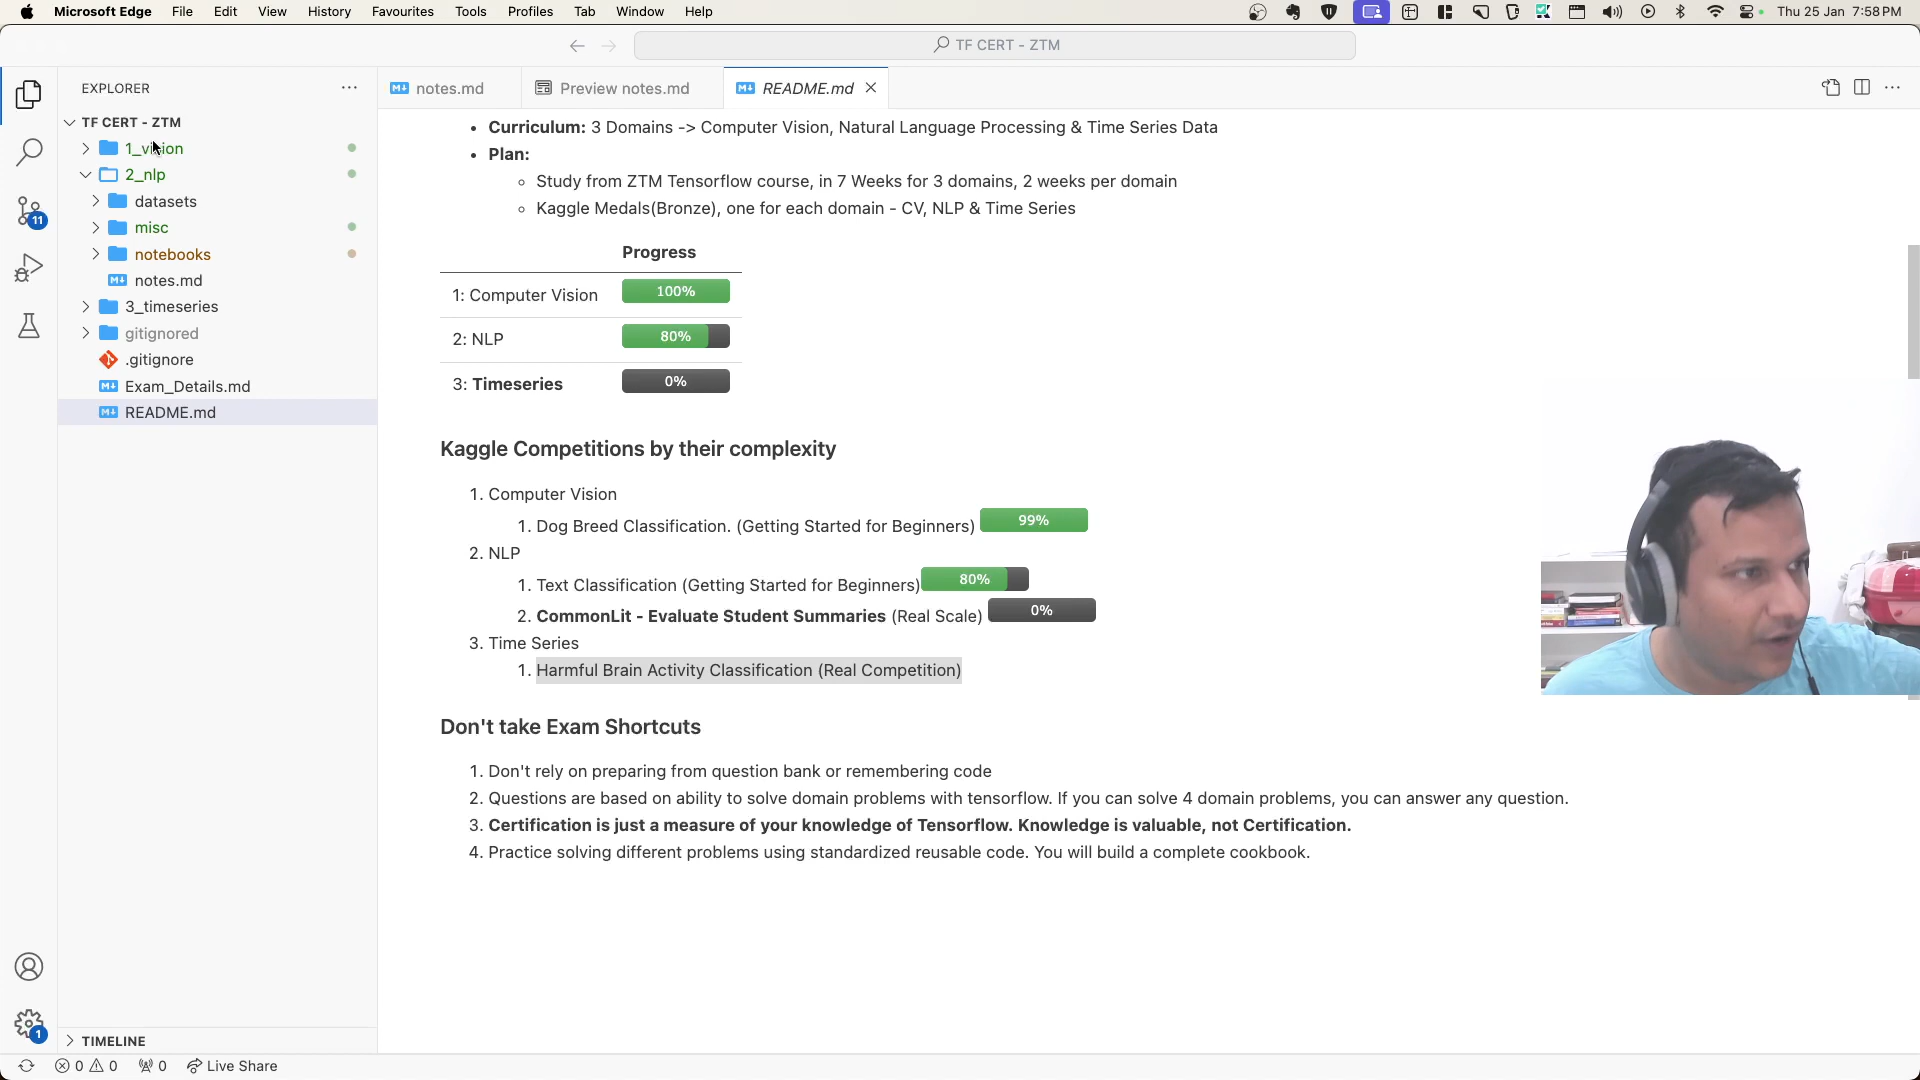 Microsoft Edge File Edit View History Favourites Tools Profiles Tab Window Help Thu 25 Jan 7:58 PM
TF CERT - ZTM
EXPLORER
notes.md Preview notes.md README.md
TF CERT - ZTM
1_vision
2_nlp
datasets
misc
notebooks
notes.md
3_timeseries
gitignored
.gitignore
Exam_Details.md
README.md
11
1
TIMELINE
0 0 0 Live Share
• Curriculum: 3 Domains -> Computer Vision, Natural Language Processing & Time Series Data
• Plan:
◦ Study from ZTM Tensorflow course, in 7 Weeks for 3 domains, 2 weeks per domain
◦ Kaggle Medals(Bronze), one for each domain - CV, NLP & Time Series
Progress
1: Computer Vision 100%
2: NLP 80%
3: Timeseries 0%
Kaggle Competitions by their complexity
1. Computer Vision
1. Dog Breed Classification. (Getting Started for Beginners) 99%
2. NLP
1. Text Classification (Getting Started for Beginners) 80%
2. CommonLit - Evaluate Student Summaries (Real Scale) 0%
3. Time Series
1. Harmful Brain Activity Classification (Real Competition)
Don't take Exam Shortcuts
1. Don't rely on preparing from question bank or remembering code
2. Questions are based on ability to solve domain problems with tensorflow. If you can solve 4 domain problems, you can answer any question.
3. Certification is just a measure of your knowledge of Tensorflow. Knowledge is valuable, not Certification.
4. Practice solving different problems using standardized reusable code. You will build a complete cookbook.